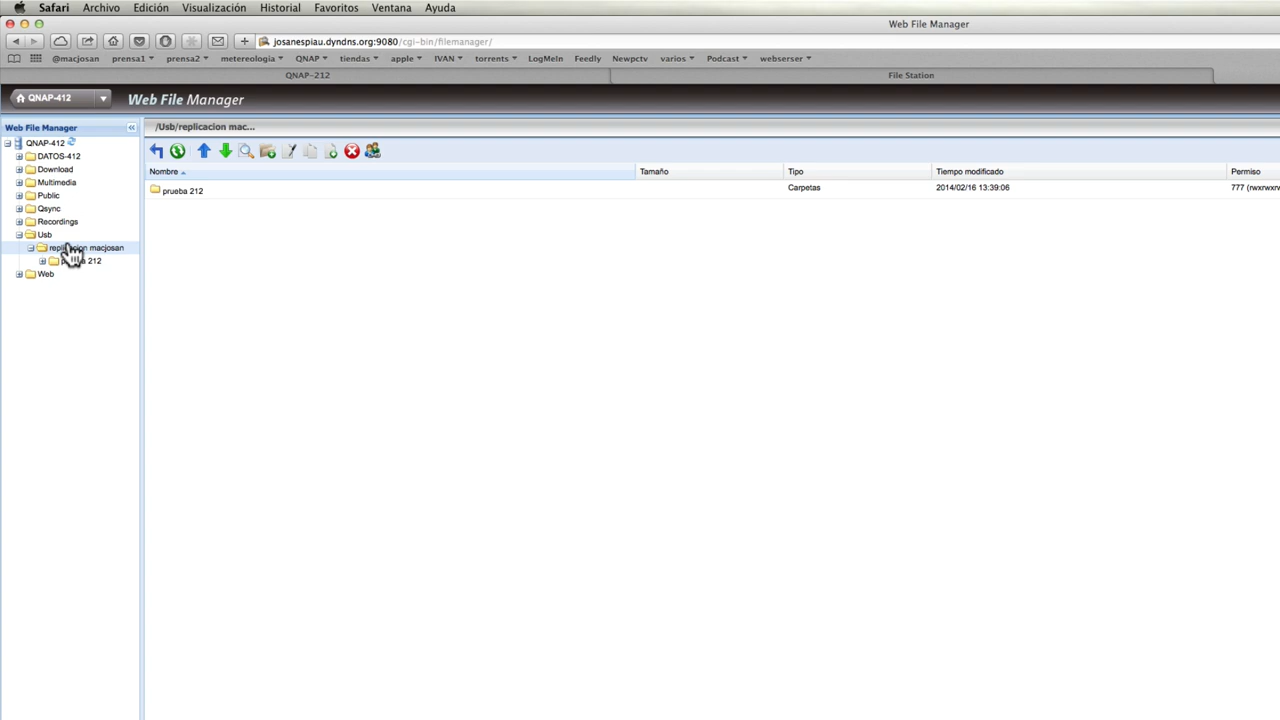 Safari Archivo Edición Visualización Historial Favoritos Ventana Ayuda
Web File Manager
josanespiau.dyndns.org:9080/cgi-bin/filemanager/
@macjosan prensa1 prensa2 metereologia QNAP tiendas apple IVAN torrents LogMeIn Feedly Newpctv varios Podcast webserser
QNAP-212 File Station
QNAP-412 Web File Manager
Web File Manager /Usb/replicacion mac...
QNAP-412
DATOS-412
Download
Multimedia
Public
Qsync
Recordings
Usb
replicacion macjosan
212
Web
Nombre Tamaño Tipo Tiempo modificado Permiso
prueba 212 Carpetas 2014/02/16 13:39:06 777 (rwxrwxrw